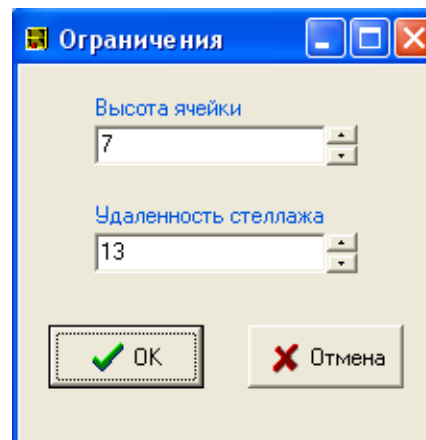 Ограничения
Высота ячейки
7
Удаленность стеллажа
13
OK
Отмена